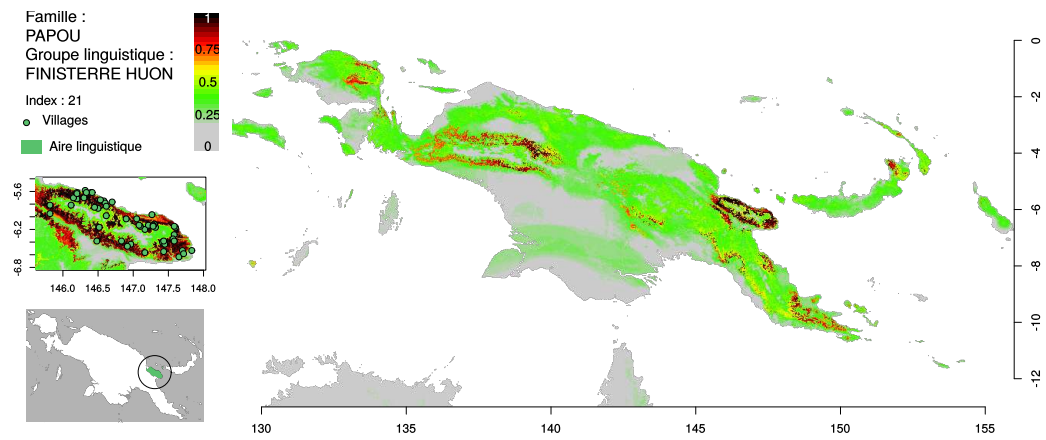 Famille :
PAPOU
Groupe linguistique :
FINISTERRE HUON
Index : 21
Villages
Aire linguistique
1
0.75
0.5
0.25
0
-5.6
-6.2
-6.8
146.0 146.5 147.0 147.5 148.0
0
-2
-4
-6
-8
-10
-12
130 135 140 145 150 155